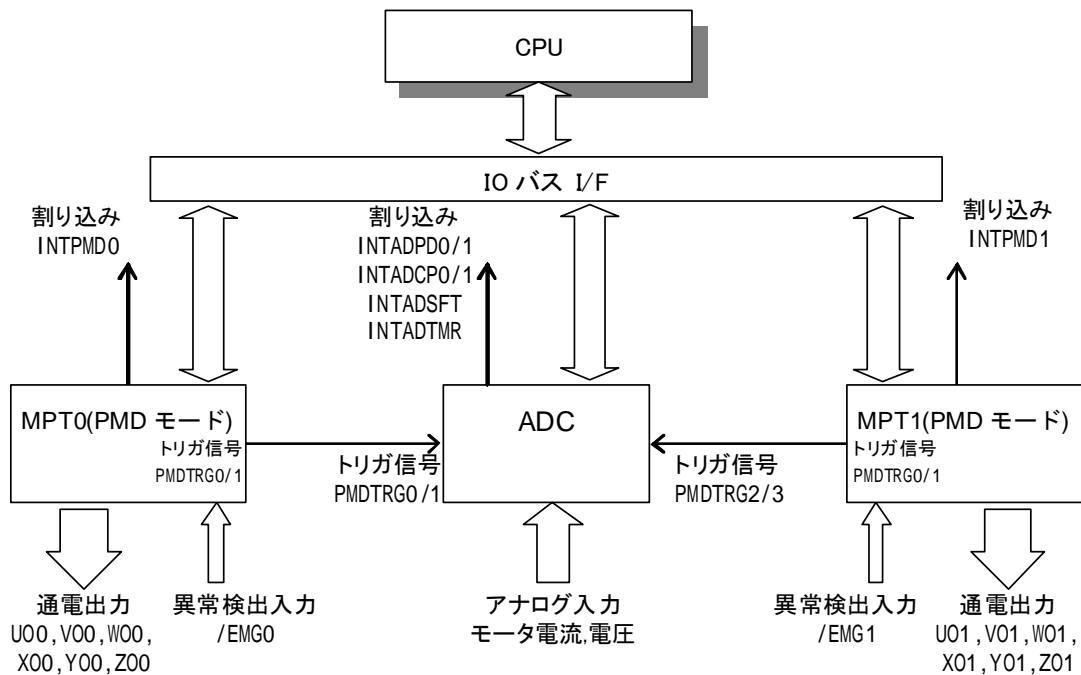 CPU
IO バス I/F
割り込み
INTPMD0
割り込み
INTADPD0/1
INTADCP0/1
INTADSFT
INTADTMR
割り込み
INTPMD1
MPT0(PMD モード)
トリガ信号
PMDTRG0/1
トリガ信号
PMDTRG0/1
ADC
トリガ信号
PMDTRG2/3
MPT1(PMD モード)
トリガ信号
PMDTRG0/1
通電出力
U00,V00,W00,
X00,Y00,Z00
異常検出入力
/EMG0
アナログ入力
モータ電流,電圧
異常検出入力
/EMG1
通電出力
U01,V01,W01,
X01,Y01,Z01